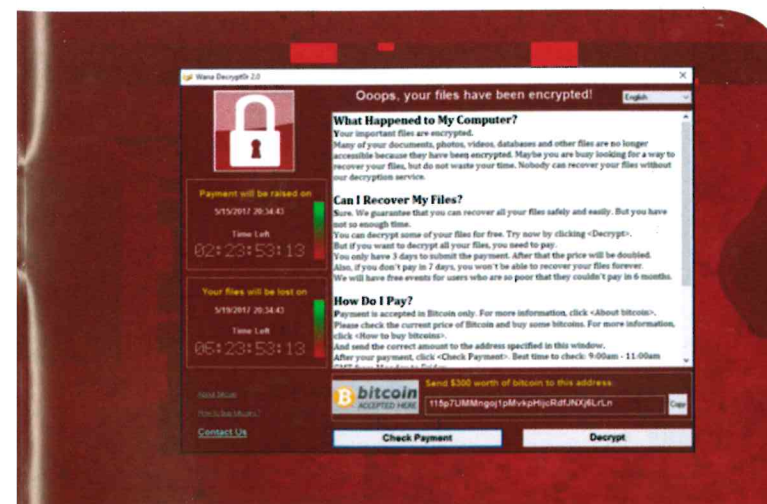 Wana Decrypt0r 2.0
Ooops, your files have been encrypted!
English
What Happened to My Computer?
Your important files are encrypted.
Many of your documents, photos, videos, databases and other files are no longer
accessible because they have been encrypted. Maybe you are busy looking for a way to
recover your files, but do not waste your time. Nobody can recover your files without
our decryption service.
Can I Recover My Files?
Sure. We guarantee that you can recover all your files safely and easily. But you have
not so enough time.
You can decrypt some of your files for free. Try now by clicking <Decrypt>.
But if you want to decrypt all your files, you need to pay.
You only have 3 days to submit the payment. After that the price will be doubled.
Also, if you don't pay in 7 days, you won't be able to recover your files forever.
We will have free events for users who are so poor that they couldn't pay in 6 months.
How Do I Pay?
Payment is accepted in Bitcoin only. For more information, click <About bitcoin>.
Please check the current price of Bitcoin and buy some bitcoins. For more information,
click <How to buy bitcoins>.
And send the correct amount to the address specified in this window.
After your payment, click <Check Payment>. Best time to check: 9:00am - 11:00am
GMT from Monday to Friday.
Payment will be raised on
5/15/2017 20:34:43
Time Left
02:23:53:13
Your files will be lost on
5/19/2017 20:34:43
Time Left
06:23:53:13
About bitcoin
How to buy bitcoins?
Contact Us
bitcoin
ACCEPTED HERE
Send $300 worth of bitcoin to this address:
Copy
Check Payment
Decrypt